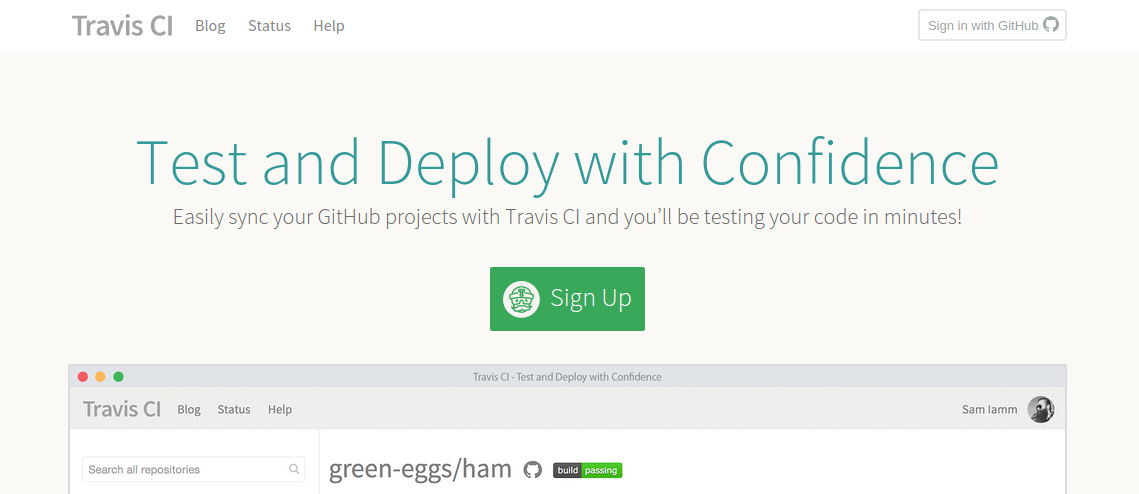 Travis CI Blog Status Help Sign in with GitHub
Test and Deploy with Confidence
Easily sync your GitHub projects with Travis CI and you’ll be testing your code in minutes!
Sign Up
Travis CI - Test and Deploy with Confidence
Travis CI Blog Status Help Sam Iamm
Search all repositories green-eggs/ham build passing